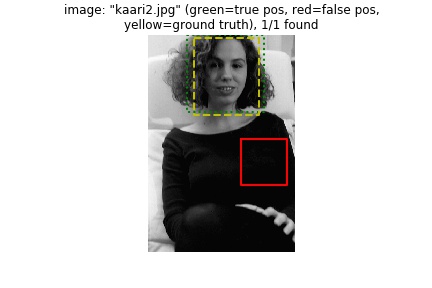 image: "kaari2.jpg" (green=true pos, red=false pos,
yellow=ground truth), 1/1 found